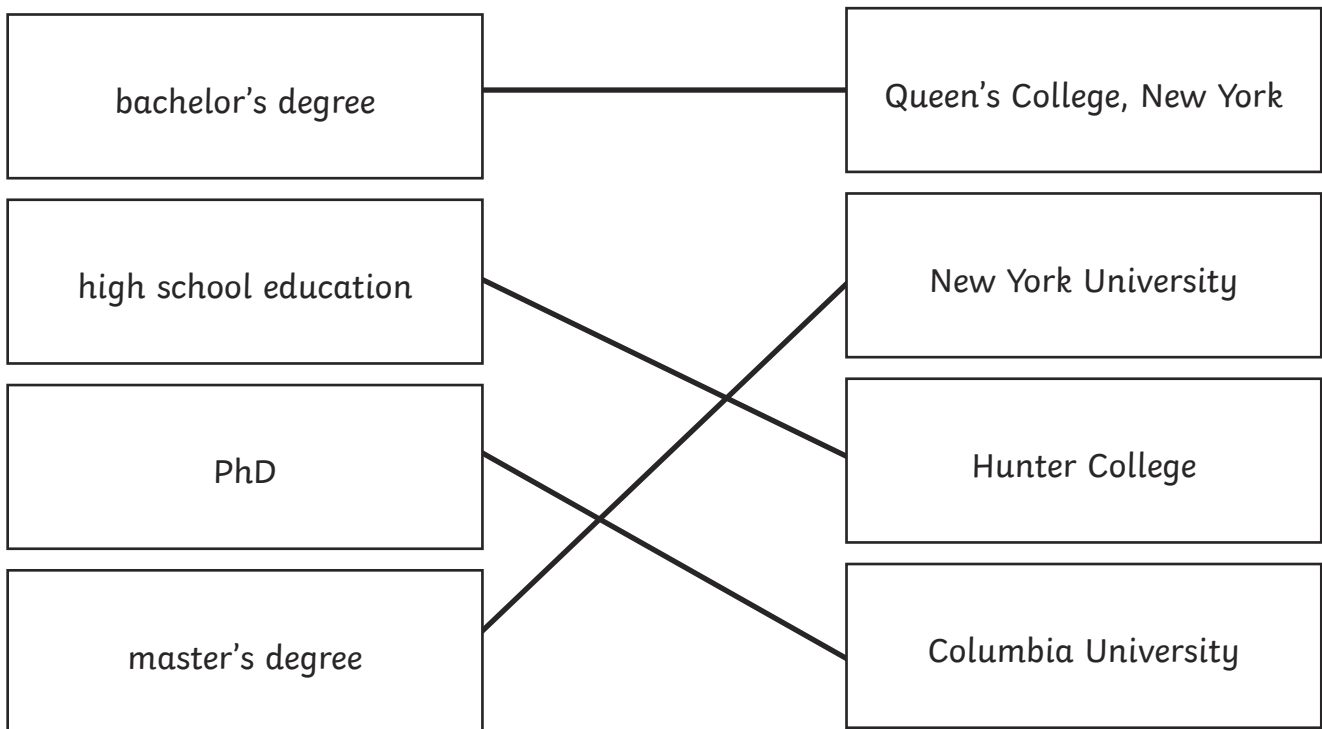 bachelor’s degree
Queen’s College, New York
high school education
New York University
PhD
Hunter College
master’s degree
Columbia University